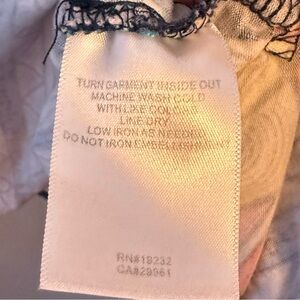 TURN GARMENT INSIDE OUT
MACHINE WASH COLD
WITH LIKE COLORS
LINE DRY
LOW IRON AS NEEDED
DO NOT IRON EMBELLISHMENT
RN#19232
CA#29961